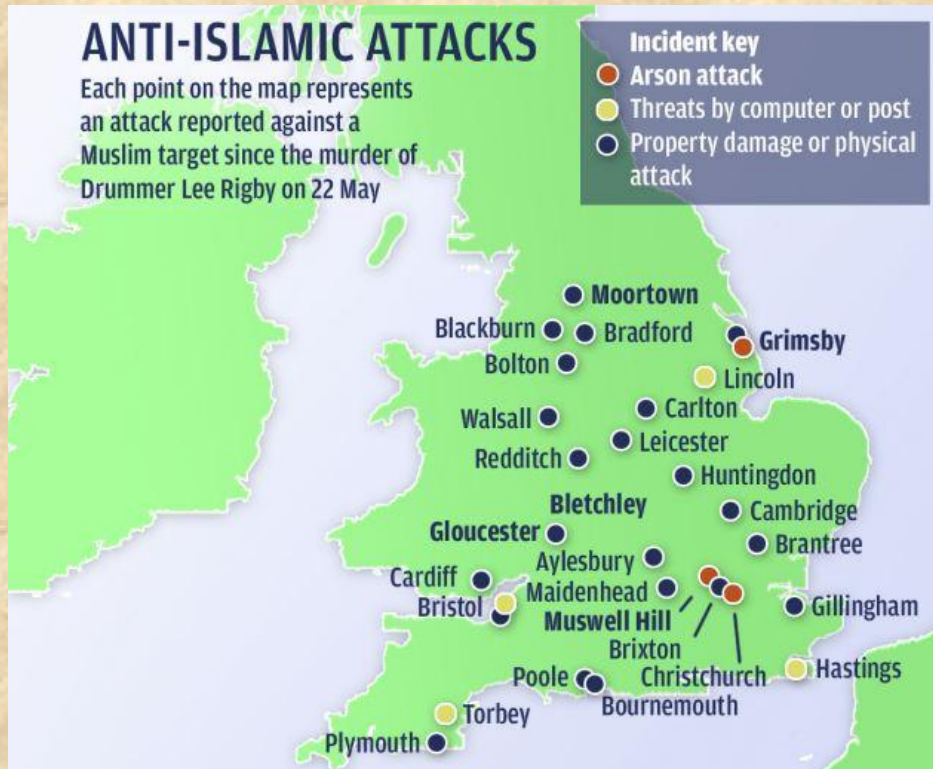 ANTI-ISLAMIC ATTACKS
Each point on the map represents
an attack reported against a
Muslim target since the murder of
Drummer Lee Rigby on 22 May
Incident key
Arson attack
Threats by computer or post
Property damage or physical
attack
Moortown
Blackburn
Bradford
Grimsby
Bolton
Lincoln
Carlton
Walsall
Leicester
Redditch
Huntingdon
Bletchley
Cambridge
Gloucester
Brantree
Aylesbury
Cardiff
Maidenhead
Bristol
Gillingham
Muswell Hill
Brixton
Christchurch
Hastings
Poole
Bournemouth
Torbey
Plymouth